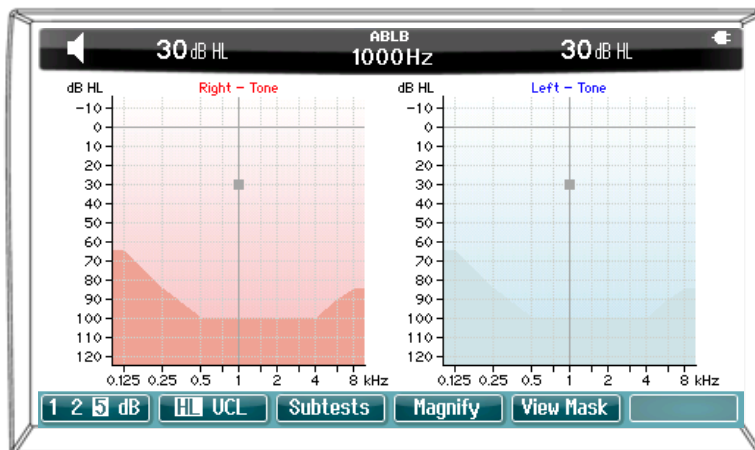 ABLB
30 dB HL 1000Hz 30 dB HL
dB HL Right - Tone dB HL Left - Tone
-10 -10
0 0
10 10
20 20
30 30
40 40
50 50
60 60
70 70
80 80
90 90
100 100
110 110
120 120
0.125 0.25 0.5 1 2 4 8 kHz 0.125 0.25 0.5 1 2 4 8 kHz
1 2 5 dB HL UCL Subtests Magnify View Mask